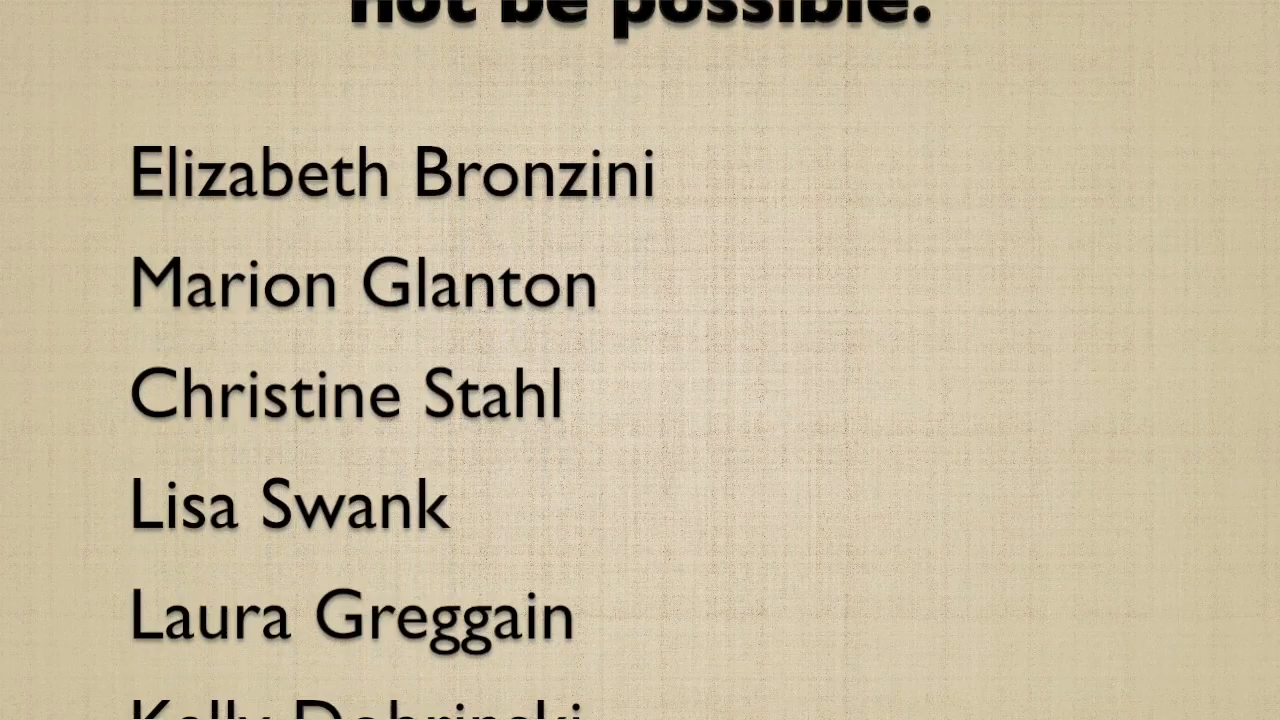 not be possible.
Elizabeth Bronzini
Marion Glanton
Christine Stahl
Lisa Swank
Laura Greggain
Kelly Dobrinski